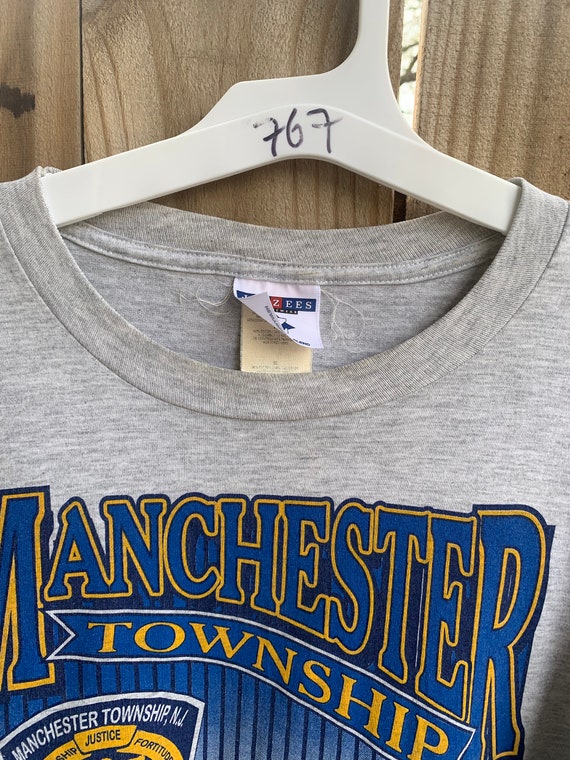 767
ZEES
MANCHESTER
TOWNSHIP
MANCHESTER TOWNSHIP, N.J.
JUSTICE